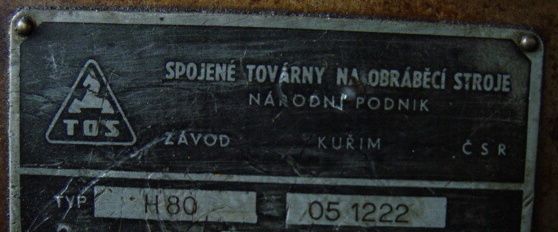 SPOJENÉ TOVÁRNY NA OBRÁBĚCÍ STROJE
NÁRODNÍ PODNIK
TOS
ZÁVOD KUŘIM ČSR
TYP H 80 05 1222